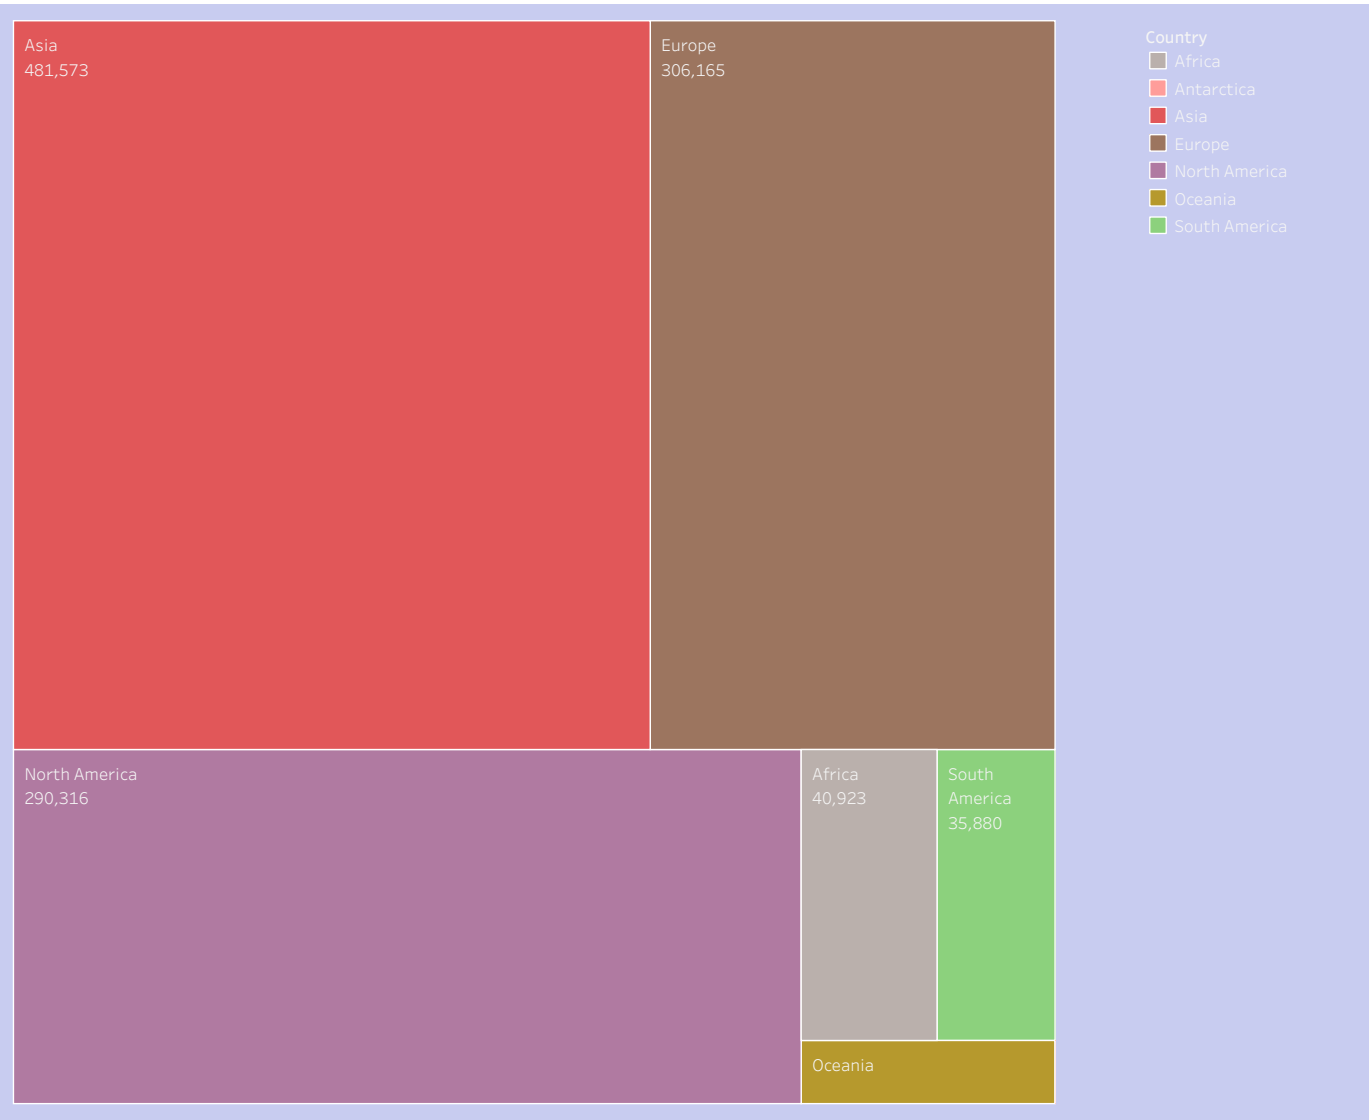 Asia
481,573
Europe
306,165
North America
290,316
Africa
40,923
South
America
35,880
Oceania
Country
Africa
Antarctica
Asia
Europe
North America
Oceania
South America